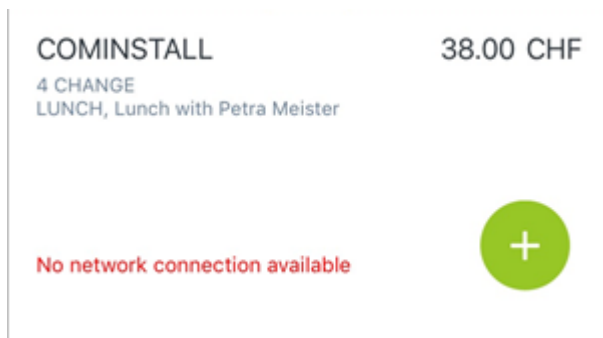 COMINSTALL 38.00 CHF
4 CHANGE
LUNCH, Lunch with Petra Meister
No network connection available